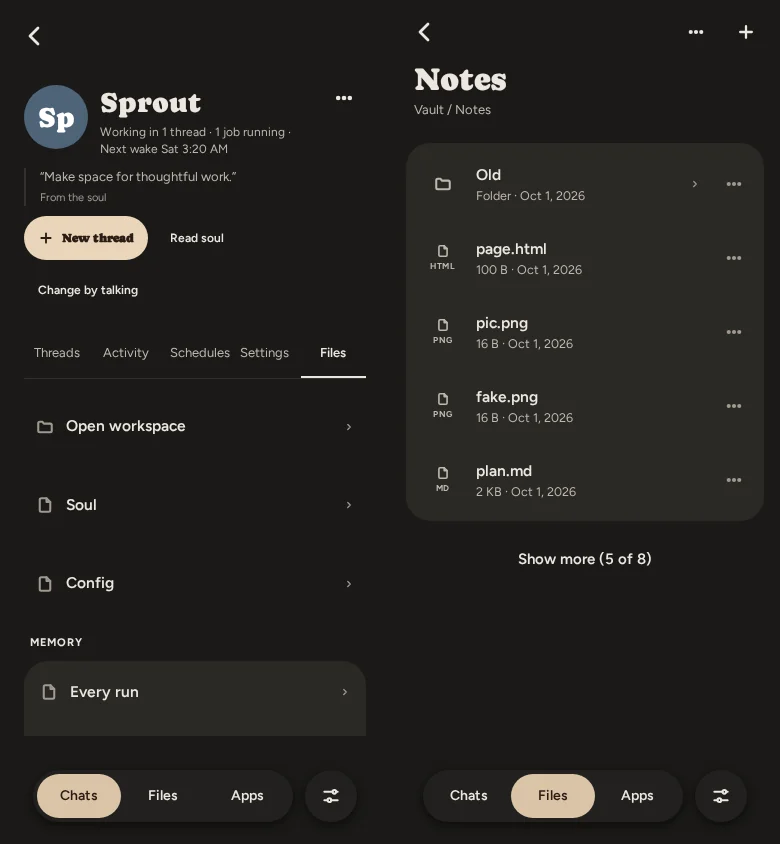 Sp
Sprout
Working in 1 thread · 1 job running ·
Next wake Sat 3:20 AM
“Make space for thoughtful work.”
From the soul
New thread
Read soul
Change by talking
Threads
Activity
Schedules
Settings
Files
Open workspace
Soul
Config
MEMORY
Every run
Chats
Files
Apps
Notes
Vault / Notes
Old
Folder · Oct 1, 2026
HTML
page.html
100 B · Oct 1, 2026
PNG
pic.png
16 B · Oct 1, 2026
PNG
fake.png
16 B · Oct 1, 2026
MD
plan.md
2 KB · Oct 1, 2026
Show more (5 of 8)
Chats
Files
Apps